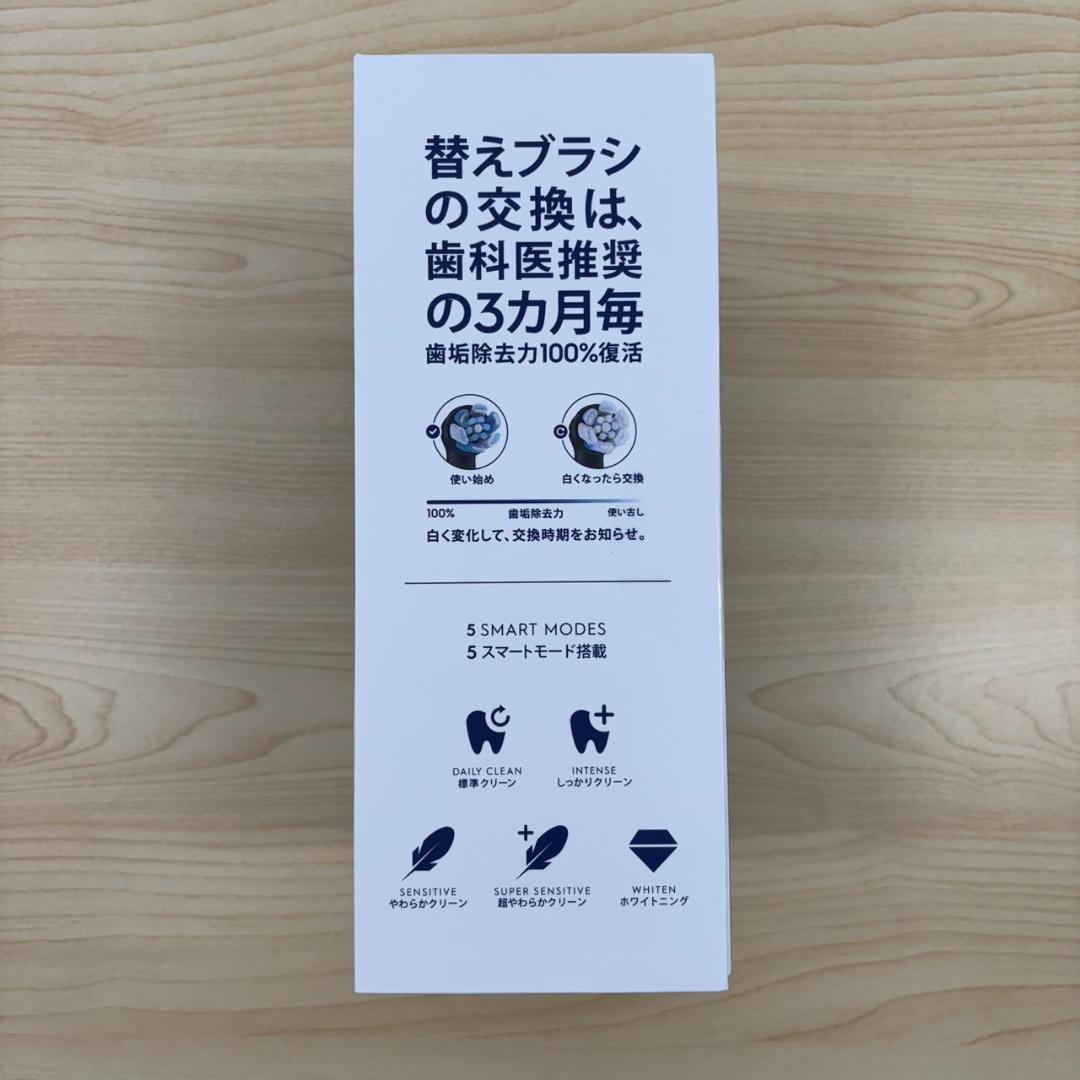 替えブラシ
の交換は、
歯科医推奨
の3カ月毎
歯垢除去力100%復活
使い始め
白くなったら交換
100%
歯垢除去力
使い古し
白く変化して、交換時期をお知らせ。
5 SMART MODES
5 スマートモード搭載
DAILY CLEAN
標準クリーン
INTENSE
しっかりクリーン
SENSITIVE
やわらかクリーン
SUPER SENSITIVE
超やわらかクリーン
WHITEN
ホワイトニング